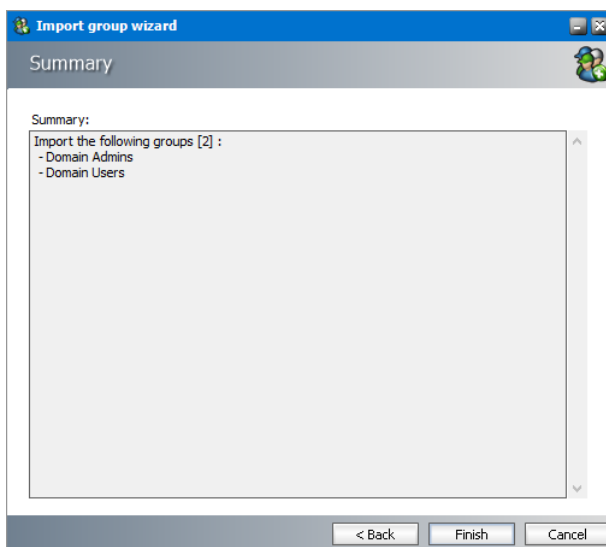 Import group wizard
Summary
Summary:
Import the following groups [2] :
- Domain Admins
- Domain Users
< Back
Finish
Cancel